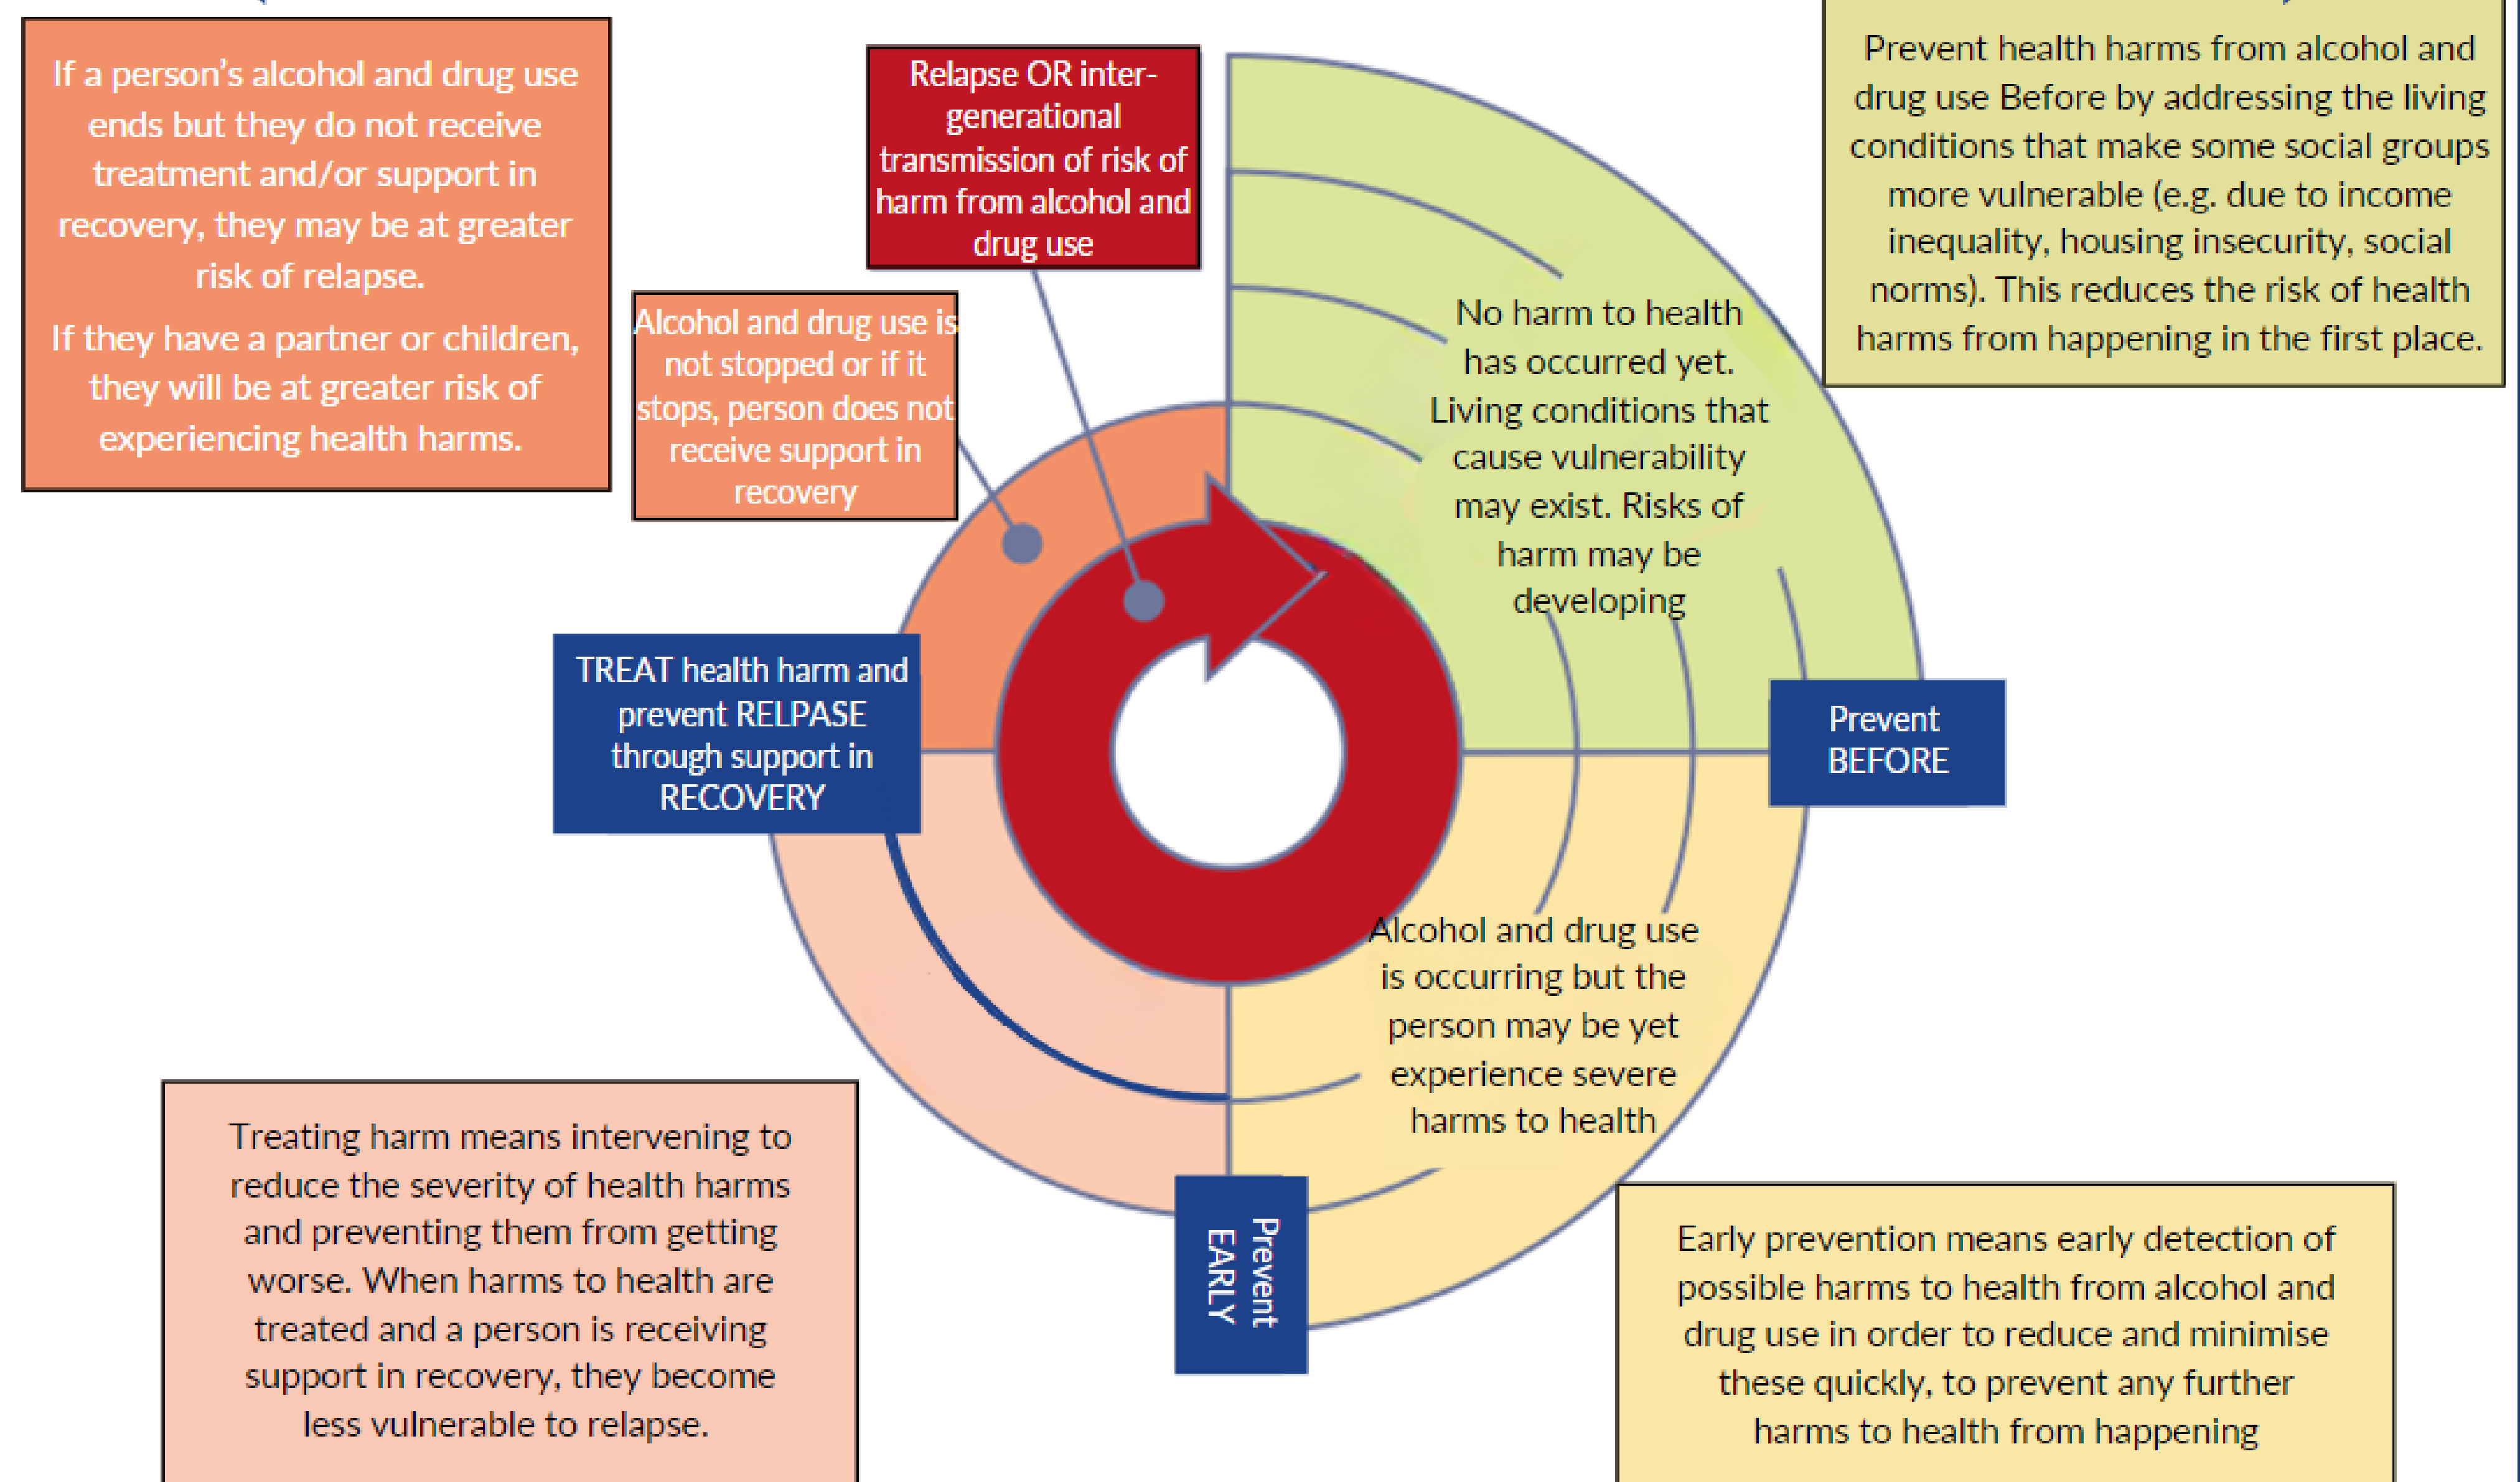 If a person's alcohol and drug use
ends but they do not receive
treatment and/or support in
recovery, they may be at greater
risk of relapse.
If they have a partner or children,
they will be at greater risk of
experiencing health harms.
Relapse OR inter-
generational
transmission of risk of
harm from alcohol and
drug use
Alcohol and drug use is
not stopped or if it
stops, person does not
receive support in
recovery
Prevent health harms from alcohol and
drug use Before by addressing the living
conditions that make some social groups
more vulnerable (e.g. due to income
inequality, housing insecurity, social
norms). This reduces the risk of health
harms from happening in the first place.
No harm to health
has occurred yet.
Living conditions that
cause vulnerability
may exist. Risks of
harm may be
developing
TREAT health harm and
prevent RELPASE
through support in
RECOVERY
Prevent
BEFORE
Alcohol and drug use
is occurring but the
person may be yet
experience severe
harms to health
Prevent
EARLY
Treating harm means intervening to
reduce the severity of health harms
and preventing them from getting
worse. When harms to health are
treated and a person is receiving
support in recovery, they become
less vulnerable to relapse.
Early prevention means early detection of
possible harms to health from alcohol and
drug use in order to reduce and minimise
these quickly, to prevent any further
harms to health from happening